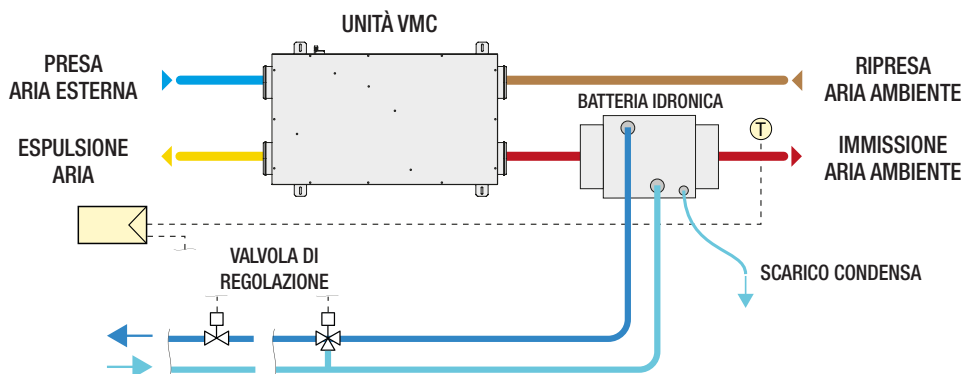 UNITÀ VMC
PRESA
ARIA ESTERNA
RIPRESA
ARIA AMBIENTE
BATTERIA IDRONICA
T
ESPULSIONE
ARIA
IMMISSIONE
ARIA AMBIENTE
VALVOLA DI
REGOLAZIONE
SCARICO CONDENSA